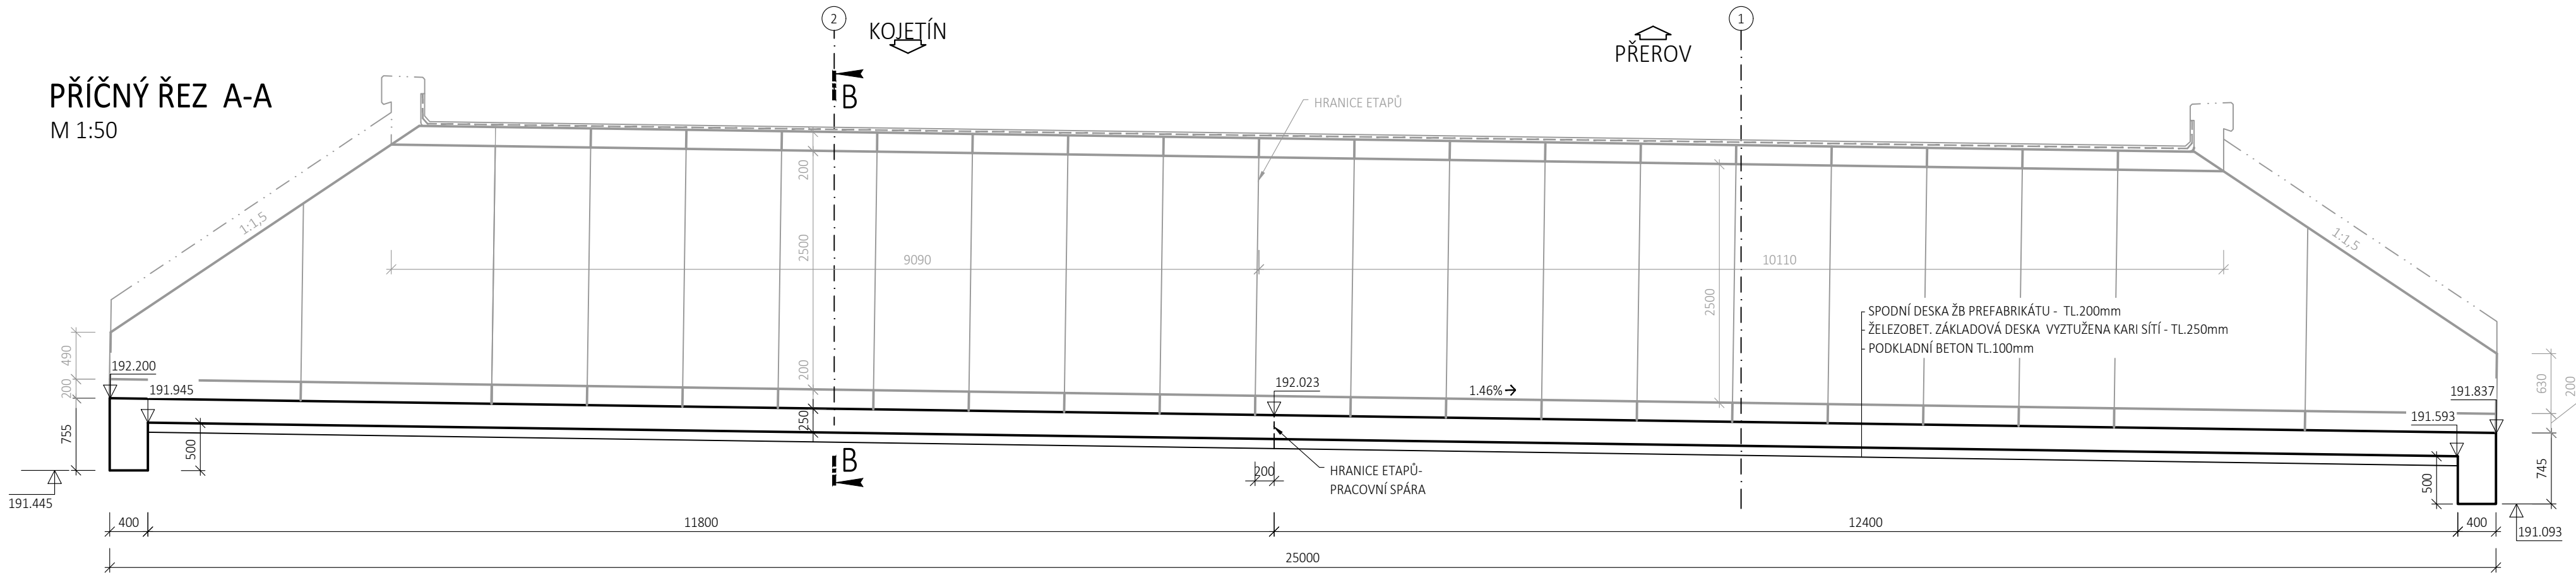 2
KOJETÍN
1
PŘEROV
PŘÍČNÝ ŘEZ A-A
M 1:50
B
HRANICE ETAPŮ
200
1:1,5
1:1,5
2500
9090
10110
2500
SPODNÍ DESKA ŽB PREFABRIKÁTU - TL.200mm
ŽELEZOBET. ZÁKLADOVÁ DESKA VYZTUŽENA KARI SÍTÍ - TL.250mm
PODKLADNÍ BETON TL.100mm
490
200
192.200
191.945
200
192.023
1.46%
630
200
191.837
191.593
755
500
250
B
200
HRANICE ETAPŮ-
PRACOVNÍ SPÁRA
500
745
191.445
191.093
400
11800
12400
400
25000